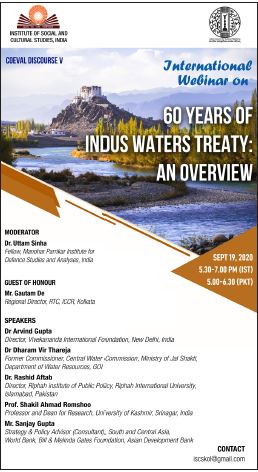 INSTITUTE OF SOCIAL AND
CULTURAL STUDIES, INDIA
COEVAL DISCOURSE V
International
Webinar on
60 YEARS OF
INDUS WATERS TREATY:
AN OVERVIEW
SEPT 19, 2020
5.30-7.00 PM (IST)
5.00-6.30 (PKT)
MODERATOR
Dr. Uttam Sinha
Fellow, Manohar Parrikar Institute for
Defence Studies and Analyses, India
GUEST OF HONOUR
Mr. Gautam De
Regional Director, RTC, ICCR, Kolkata
SPEAKERS
Dr Arvind Gupta
Director, Vivekananda International Foundation, New Delhi, India
Dr Dharam Vir Thareja
Former Commissioner, Central Water Commission, Ministry of Jal Shakti,
Department of Water Resources, GOI
Dr. Rashid Aftab
Director, Riphah Institute of Public Policy, Riphah International University,
Islamabad, Pakistan
Prof. Shakil Ahmad Romshoo
Professor and Dean for Research, University of Kashmir, Srinagar, India
Mr. Sanjay Gupta
Strategy & Policy Advisor (Consultant), South and Central Asia,
World Bank, Bill & Melinda Gates Foundation, Asian Development Bank
CONTACT
iscskol@gmail.com